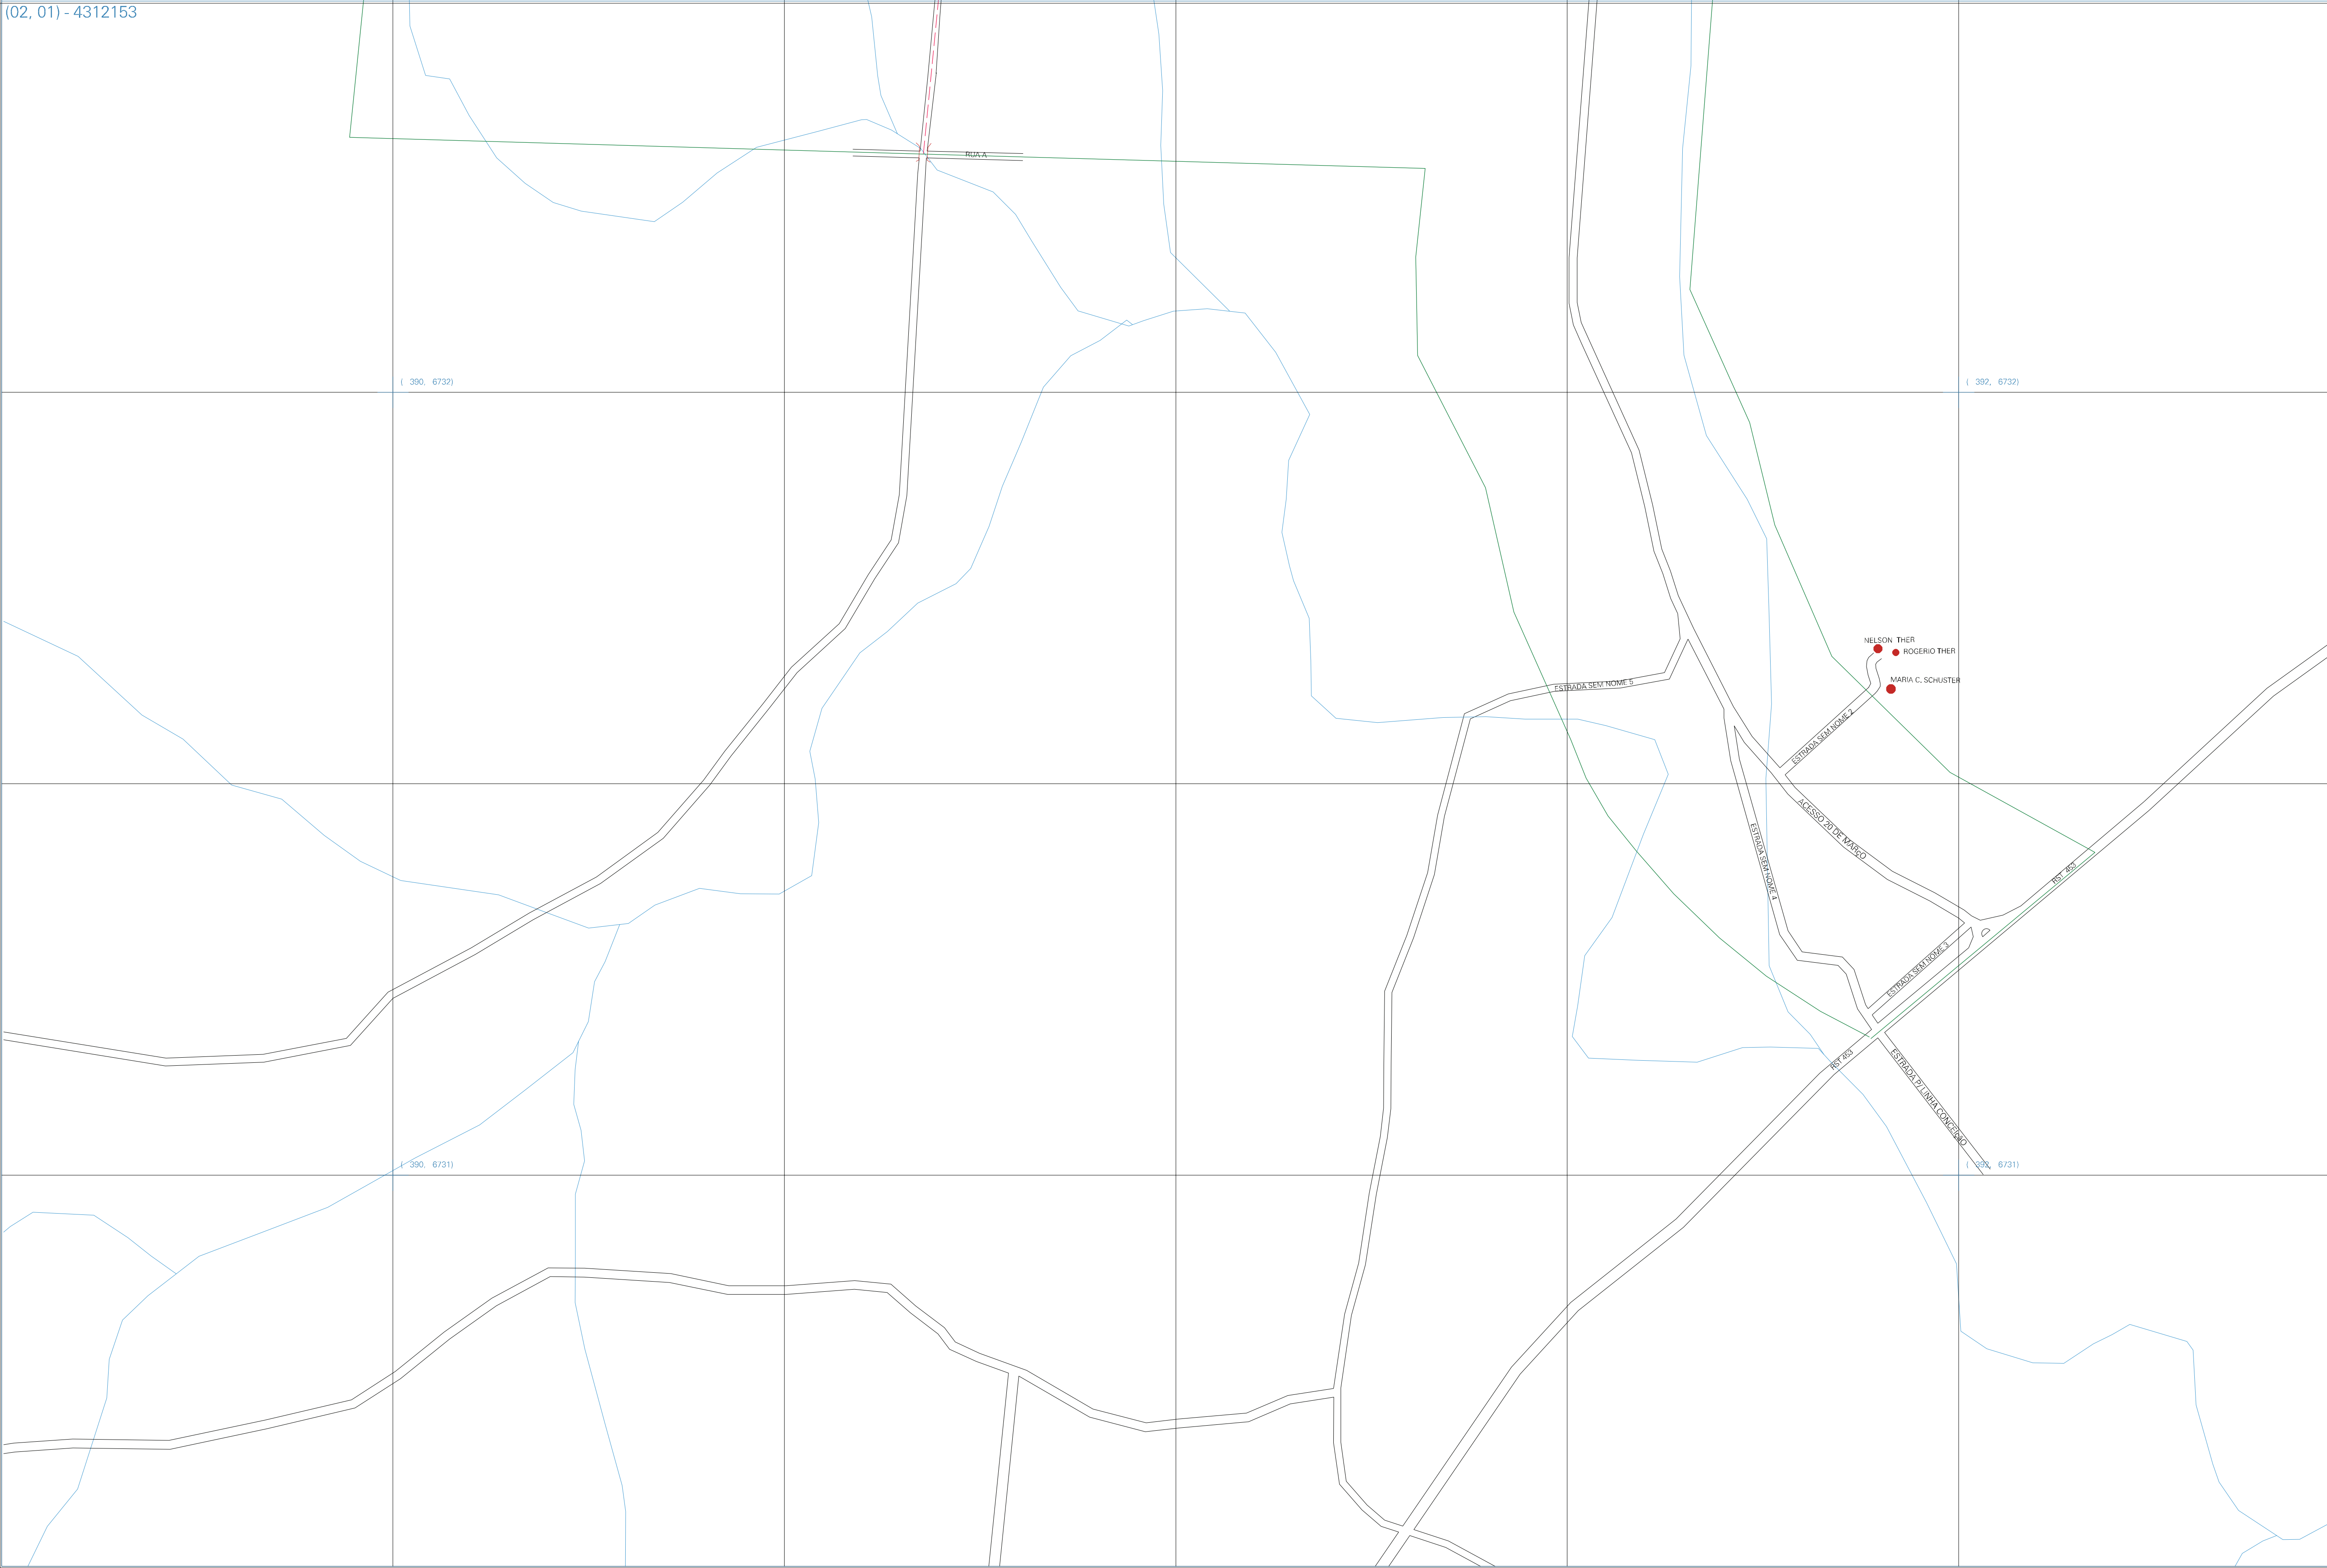 (02, 01) - 4312153
RUA A
( 390, 6732)
( 392, 6732)
NELSON THER
ROGERIO THER
MARIA C. SCHUSTER
ESTRADA SEM NOME 5
ESTRADA SEM NOME 2
ACESSO 20 DE MARçO
ESTRADA SEM NOME 4
RST 453
ESTRADA SEM NOME 3
RST 453
ESTRADA P/ LINHA CONCEIçãO
( 390, 6731)
( 392, 6731)